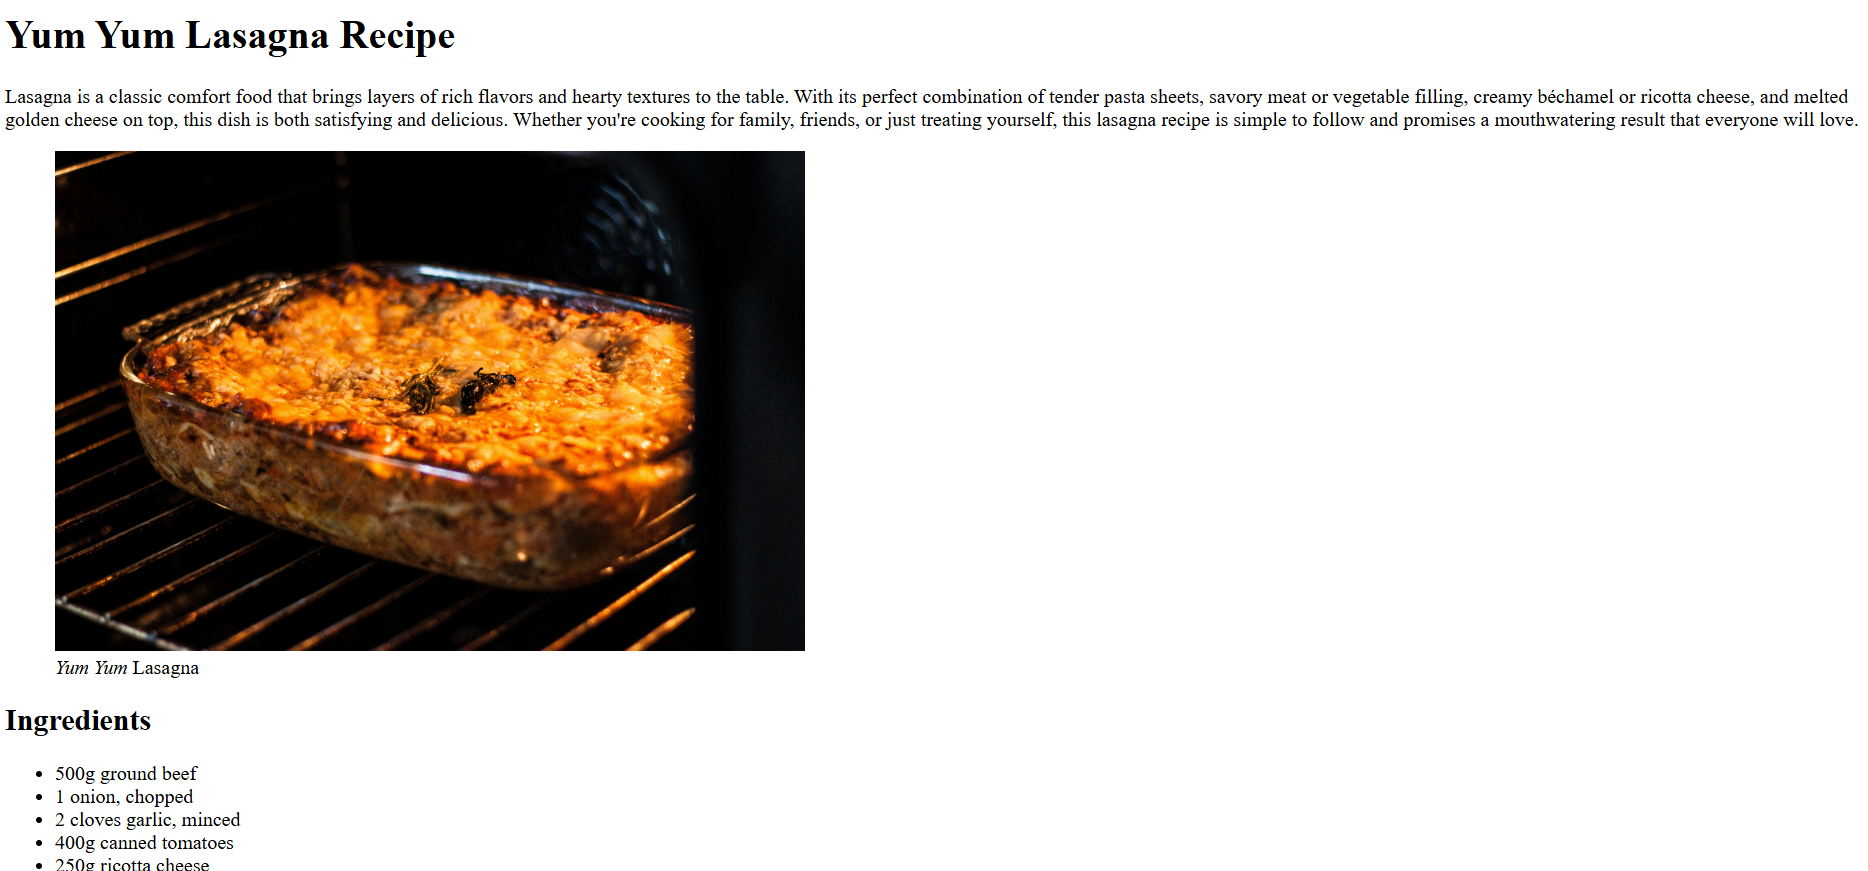 Yum Yum Lasagna Recipe
Lasagna is a classic comfort food that brings layers of rich flavors and hearty textures to the table. With its perfect combination of tender pasta sheets, savory meat or vegetable filling, creamy béchamel or ricotta cheese, and melted
golden cheese on top, this dish is both satisfying and delicious. Whether you're cooking for family, friends, or just treating yourself, this lasagna recipe is simple to follow and promises a mouthwatering result that everyone will love.
Yum Yum Lasagna
Ingredients
• 500g ground beef
• 1 onion, chopped
• 2 cloves garlic, minced
• 400g canned tomatoes
• 250g ricotta cheese